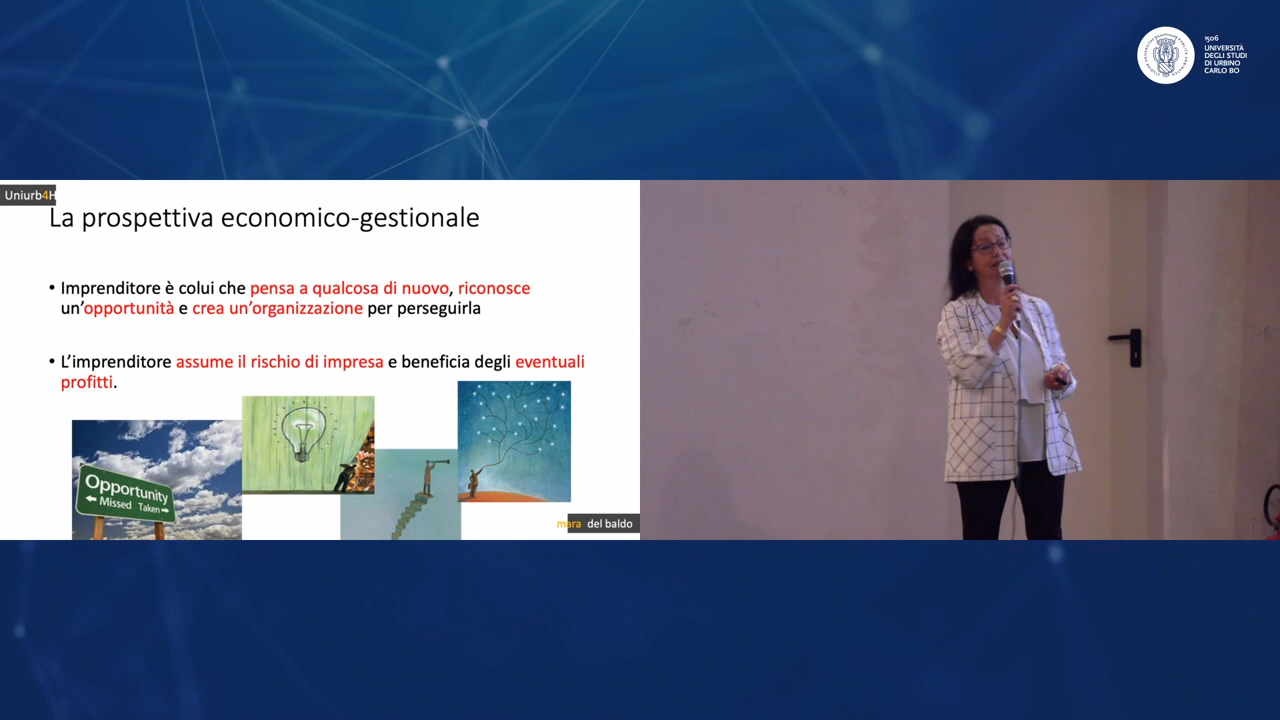 1506
UNIVERSITÀ
DEGLI STUDI
DI URBINO
CARLO BO
Uniurb4H
La prospettiva economico-gestionale
• Imprenditore è colui che pensa a qualcosa di nuovo, riconosce
un'opportunità e crea un'organizzazione per perseguirla
• L'imprenditore assume il rischio di impresa e beneficia degli eventuali
profitti.
Opportunity
Missed Taken
mara del baldo